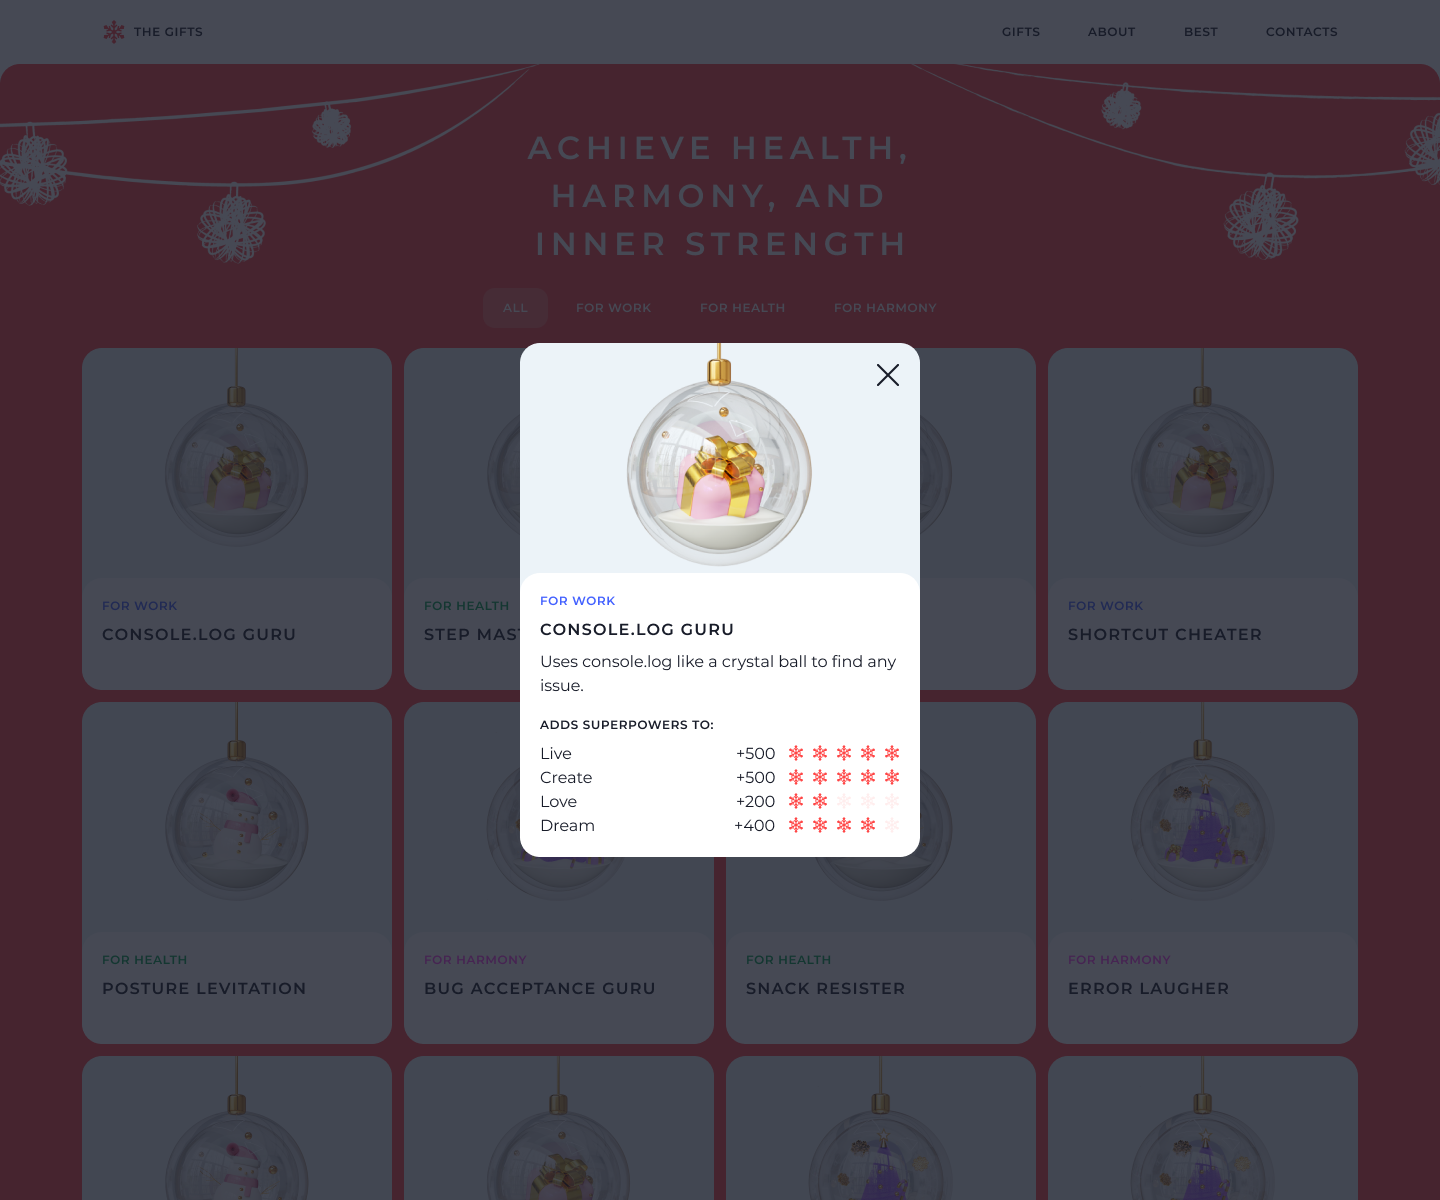 THE GIFTS
GIFTS ABOUT BEST CONTACTS
ACHIEVE HEALTH,
HARMONY, AND
INNER STRENGTH
ALL FOR WORK FOR HEALTH FOR HARMONY
FOR WORK
CONSOLE.LOG GURU
FOR HEALTH
STEP MAS
FOR WORK
SHORTCUT CHEATER
FOR WORK
CONSOLE.LOG GURU
Uses console.log like a crystal ball to find any
issue.
ADDS SUPERPOWERS TO:
Live +500
Create +500
Love +200
Dream +400
FOR HEALTH
POSTURE LEVITATION
FOR HARMONY
BUG ACCEPTANCE GURU
FOR HEALTH
SNACK RESISTER
FOR HARMONY
ERROR LAUGHER